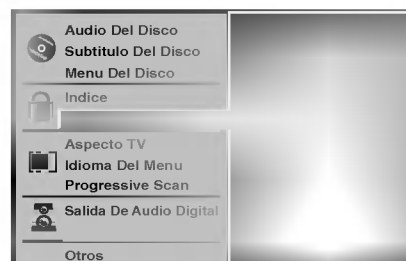 Audio Del Disco
Subtitulo Del Disco
Menu Del Disco
Indice
Aspecto TV
Idioma Del Menu
Progressive Scan
Salida De Audio Digital
Otros